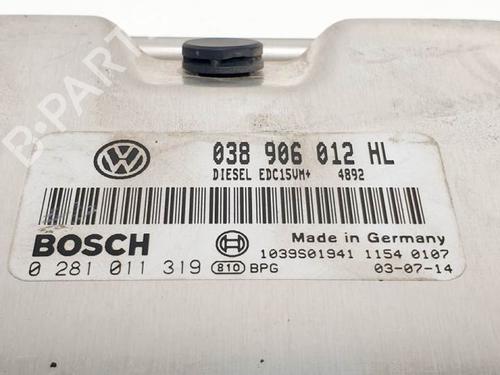 B-PARTS
VW
038 906 012 HL
DIESEL EDC15VM+ 4892
BOSCH
Made in Germany
0 281 011 319
810 BPG
1039S01941 1154 0107
03-07-14